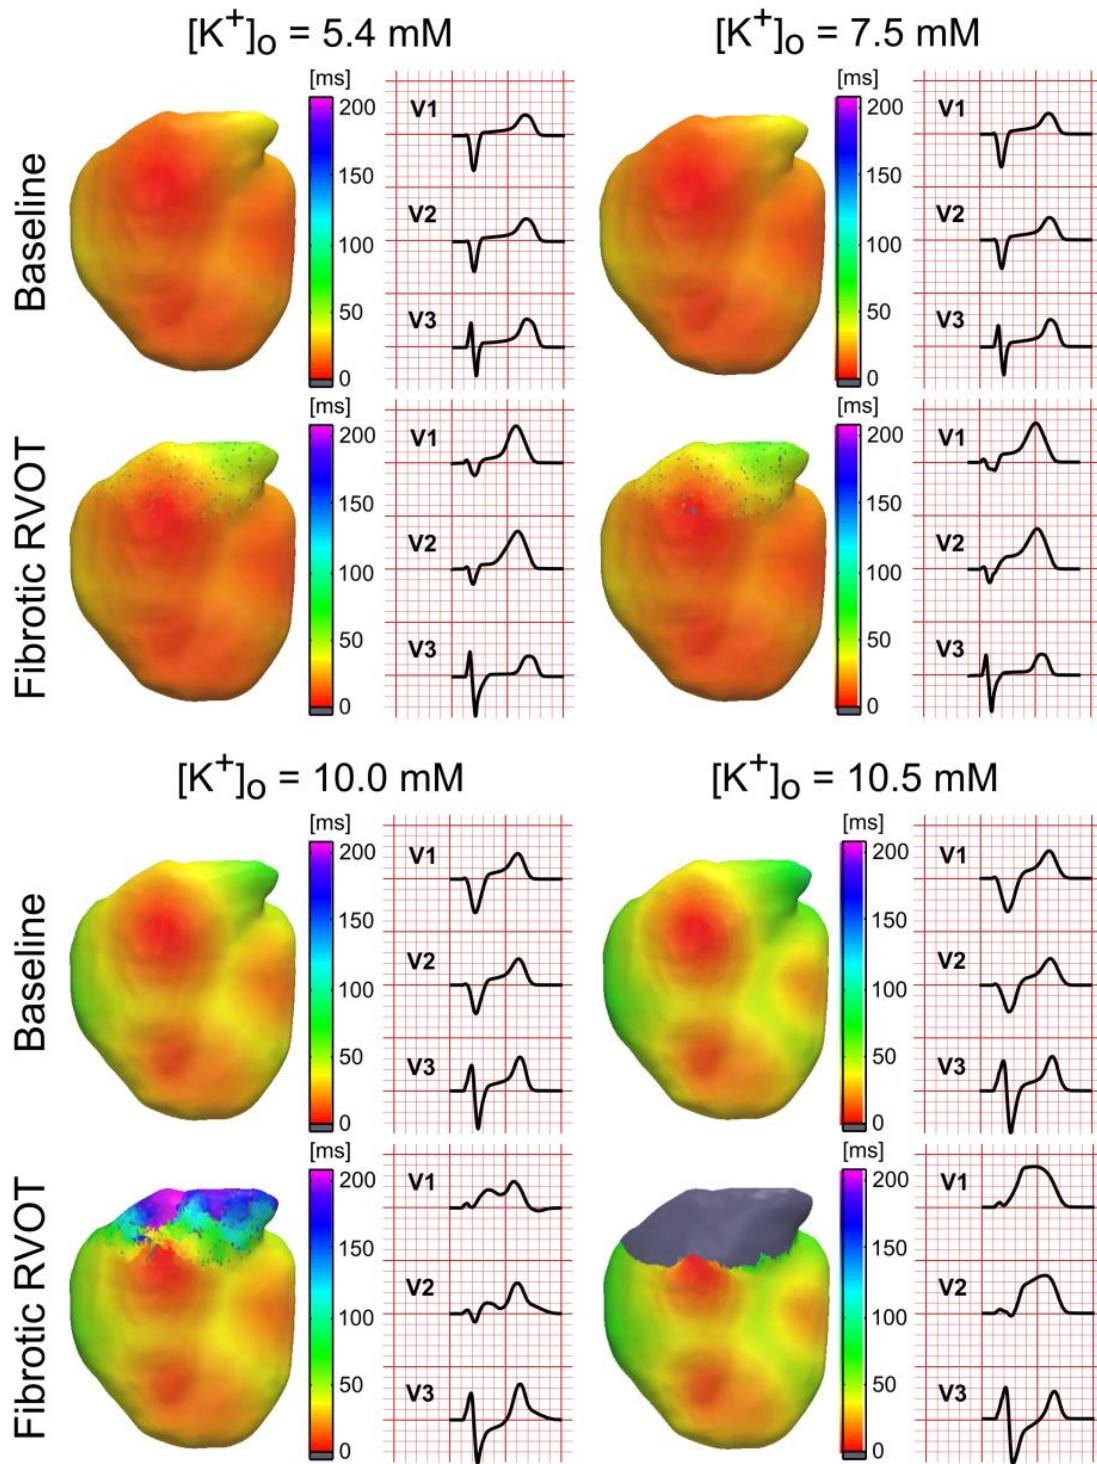 [K+]o = 5.4 mM
[K+]o = 7.5 mM
Baseline
[ms]
200
150
100
50
0
V1
V2
V3
[ms]
200
150
100
50
0
V1
V2
V3
Fibrotic RVOT
[ms]
200
150
100
50
0
V1
V2
V3
[ms]
200
150
100
50
0
V1
V2
V3
[K+]o = 10.0 mM
[K+]o = 10.5 mM
Baseline
[ms]
200
150
100
50
0
V1
V2
V3
[ms]
200
150
100
50
0
V1
V2
V3
Fibrotic RVOT
[ms]
200
150
100
50
0
V1
V2
V3
[ms]
200
150
100
50
0
V1
V2
V3